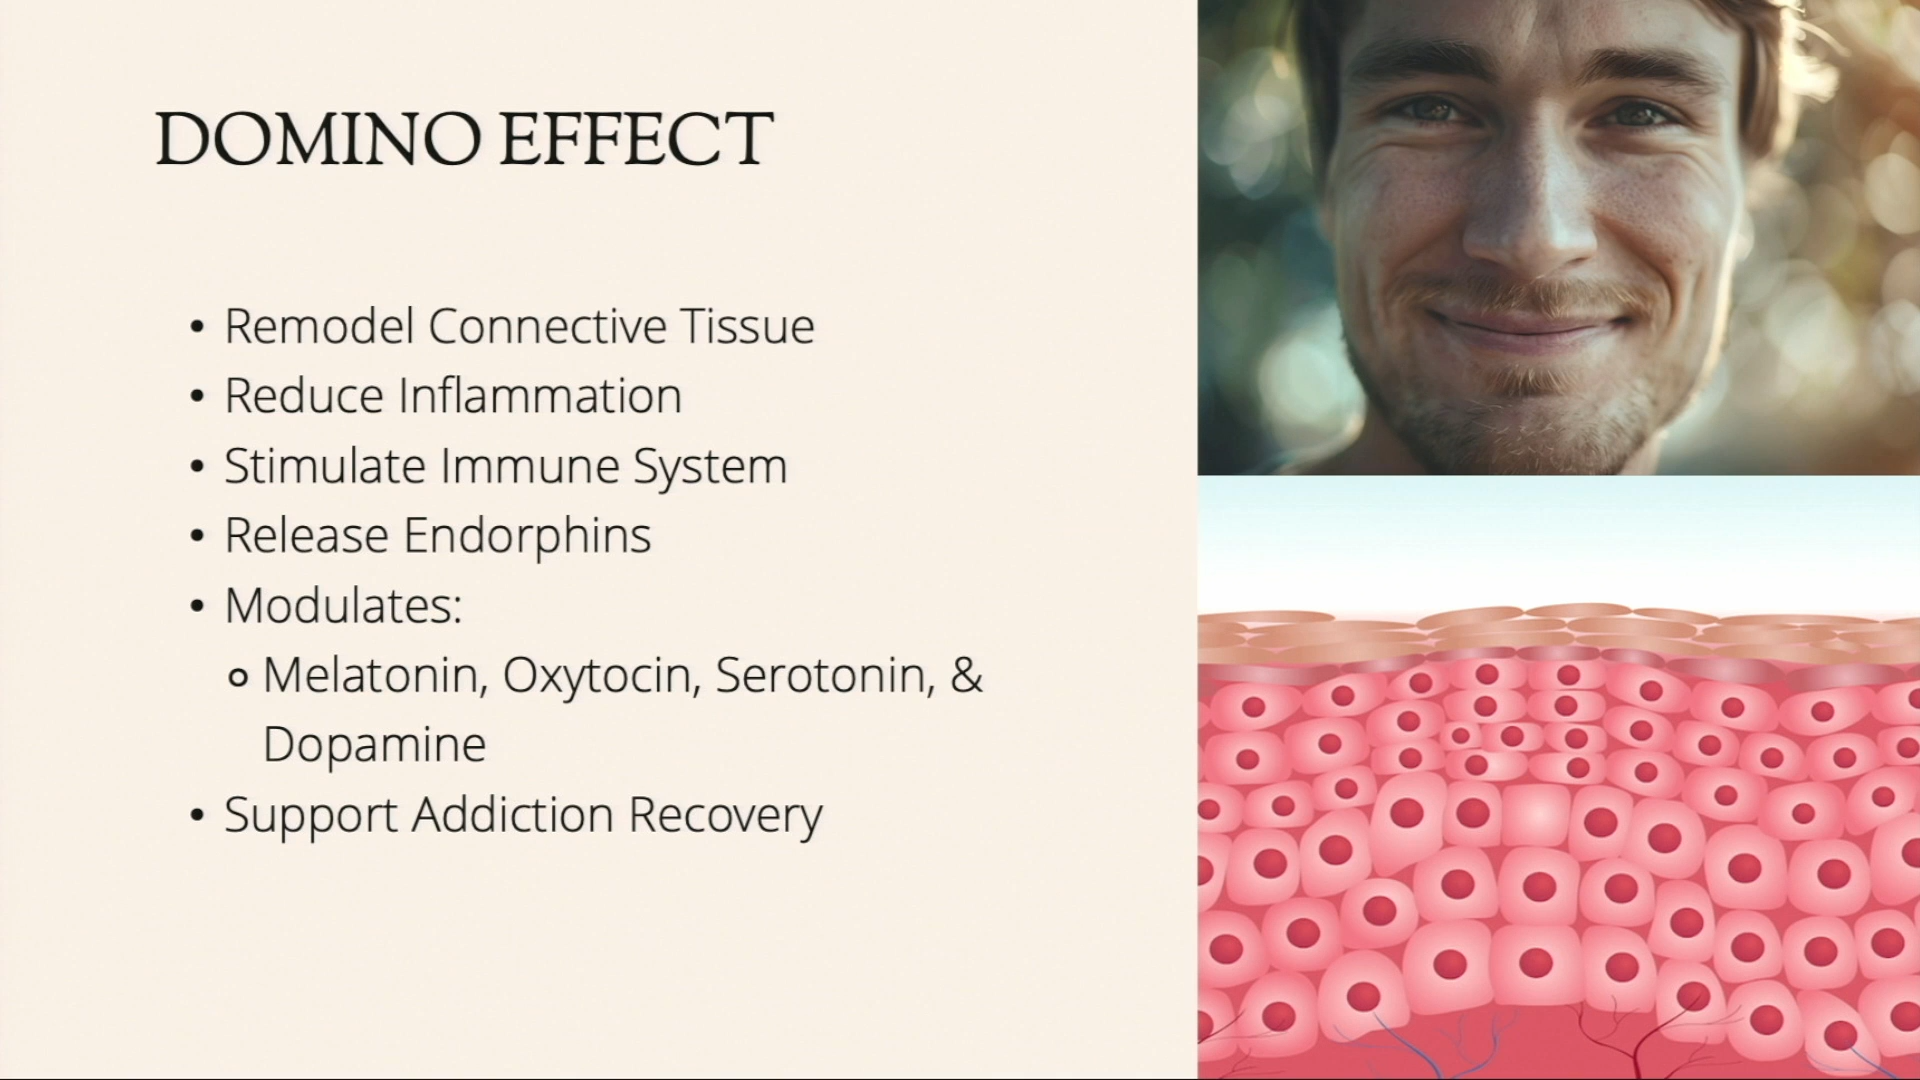 DOMINO EFFECT
• Remodel Connective Tissue
• Reduce Inflammation
• Stimulate Immune System
• Release Endorphins
• Modulates:
Melatonin, Oxytocin, Serotonin, &
Dopamine
• Support Addiction Recovery